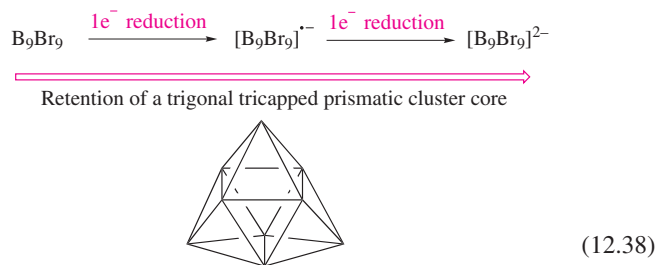 1e⁻ reduction 1e⁻ reduction
B₉Br₉ [B₉Br₉]•⁻ [B₉Br₉]²⁻
Retention of a trigonal tricapped prismatic cluster core
(12.38)